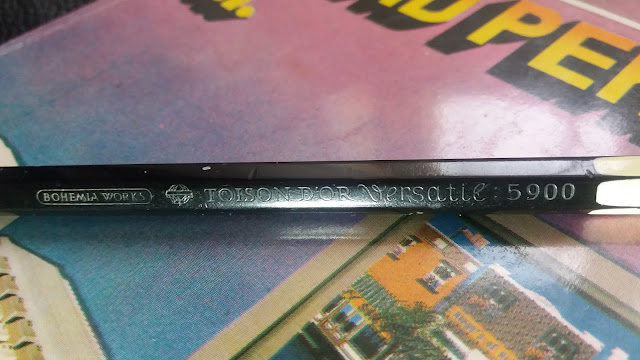 BOHEMIA WORKS TOISON D'OR Versatil : 5900